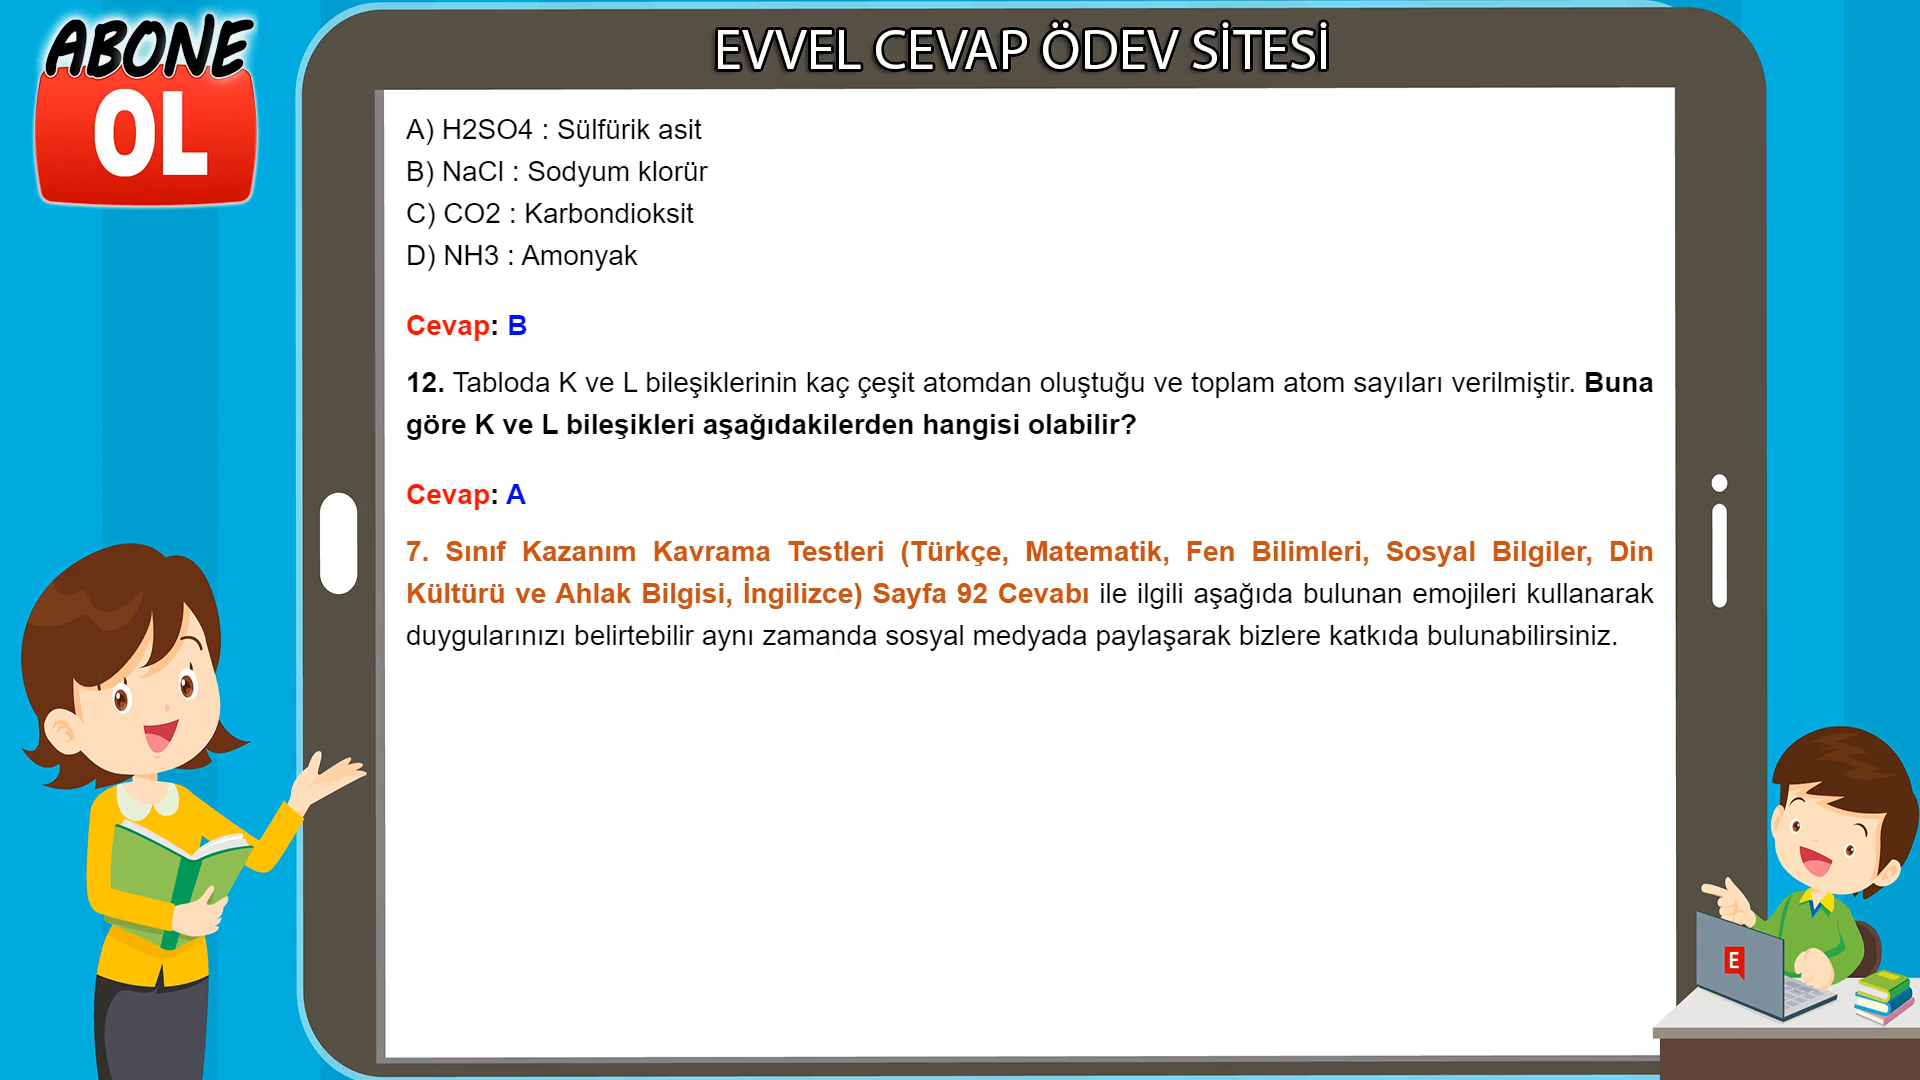 ABONE
OL
EVVEL CEVAP ÖDEV SİTESİ
A) H2SO4 : Sülfürik asit
B) NaCl : Sodyum klorür
C) CO2 : Karbondioksit
D) NH3 : Amonyak
Cevap: B
12. Tabloda K ve L bileşiklerinin kaç çeşit atomdan oluştuğu ve toplam atom sayıları verilmiştir. Buna
göre K ve L bileşikleri aşağıdakilerden hangisi olabilir?
Cevap: A
7. Sınıf Kazanım Kavrama Testleri (Türkçe, Matematik, Fen Bilimleri, Sosyal Bilgiler, Din
Kültürü ve Ahlak Bilgisi, İngilizce) Sayfa 92 Cevabı ile ilgili aşağıda bulunan emojileri kullanarak
duygularınızı belirtebilir aynı zamanda sosyal medyada paylaşarak bizlere katkıda bulunabilirsiniz.
E